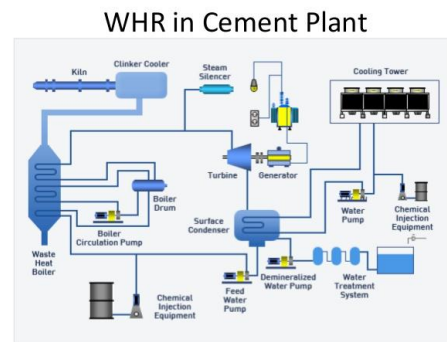 WHR in Cement Plant
Clinker Cooler
Kiln
Steam
Silencer
Cooling Tower
Turbine
Generator
Boiler
Drum
Boiler
Circulation Pump
Surface
Condenser
Water
Pump
Chemical
Injection
Equipment
Waste
Heat
Boiler
Chemical
Injection
Equipment
Feed
Water
Pump
Demineralized
Water Pump
Water
Treatment
System